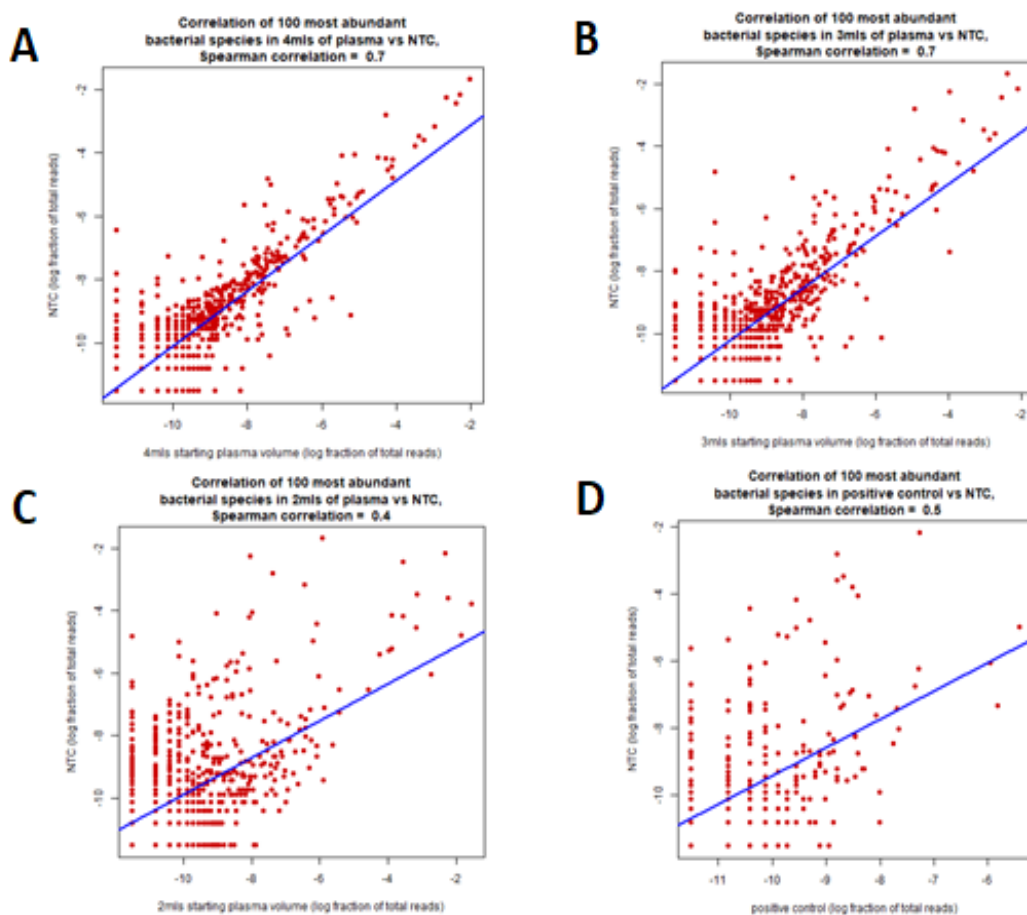 A
Correlation of 100 most abundant
bacterial species in 4mls of plasma vs NTC,
Spearman correlation = 0.7
NTC (log fraction of total reads)
-2
-4
-6
-8
-10
-10
-8
-6
-4
-2
4mls starting plasma volume (log fraction of total reads)
B
Correlation of 100 most abundant
bacterial species in 3mls of plasma vs NTC,
Spearman correlation = 0.7
NTC (log fraction of total reads)
-2
-4
-6
-8
-10
-10
-8
-6
-4
-2
3mls starting plasma volume (log fraction of total reads)
C
Correlation of 100 most abundant
bacterial species in 2mls of plasma vs NTC,
Spearman correlation = 0.4
NTC (log fraction of total reads)
-2
-4
-6
-8
-10
-10
-8
-6
-4
-2
2mls starting plasma volume (log fraction of total reads)
D
Correlation of 100 most abundant
bacterial species in positive control vs NTC,
Spearman correlation = 0.5
NTC (log fraction of total reads)
-2
-4
-6
-8
-10
-11
-10
-9
-8
-7
-6
positive control (log fraction of total reads)